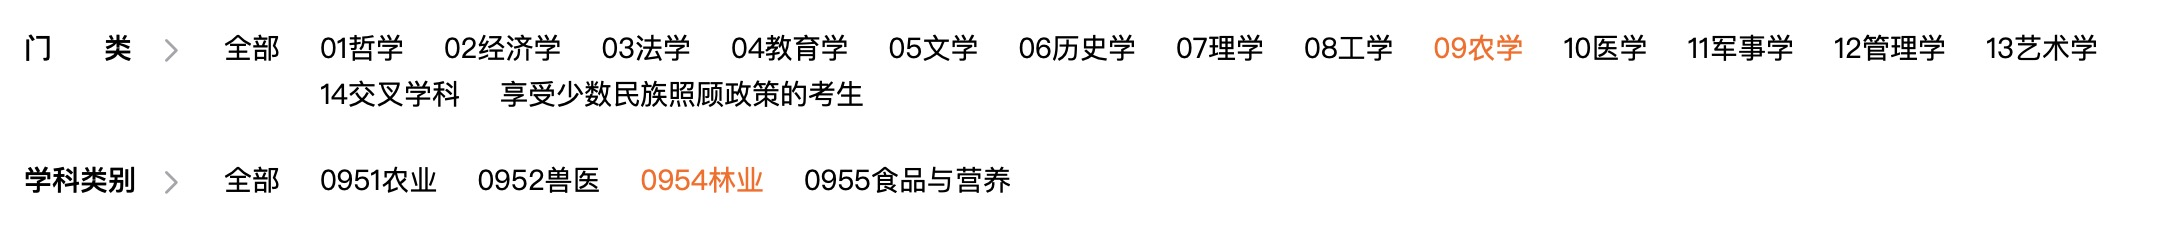 门 类 > 全部 01哲学 02经济学 03法学 04教育学 05文学 06历史学 07理学 08工学 09农学 10医学 11军事学 12管理学 13艺术学
14交叉学科 享受少数民族照顾政策的考生
学科类别 > 全部 0951农业 0952兽医 0954林业 0955食品与营养